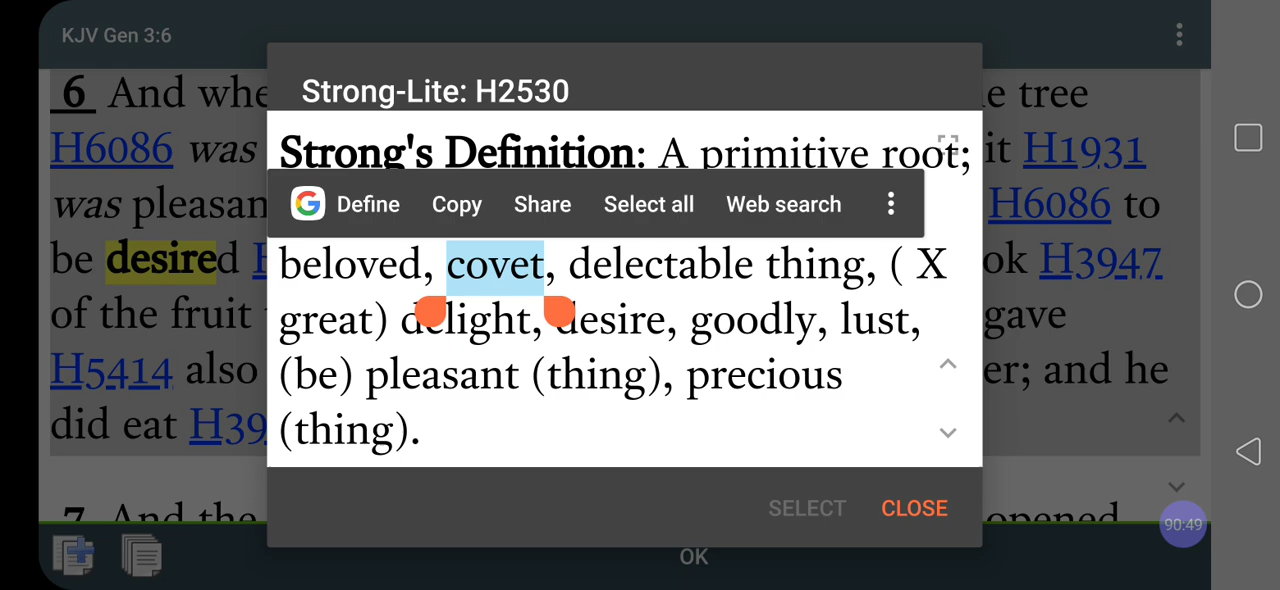 KJV Gen 3:6
Strong-Lite: H2530
6 And whe
e tree
Strong's Definition: A primitive root;
H6086 was
it H1931
Define Copy Share Select all Web search
was pleasan
H6086 to
beloved, covet, delectable thing, ( X
be desired
ok H3947
great) delight, desire, goodly, lust,
of the fruit
gave
(be) pleasant (thing), precious
H5414 also
er; and he
(thing).
did eat H39
SELECT CLOSE
7 And the
opened
90:49
OK